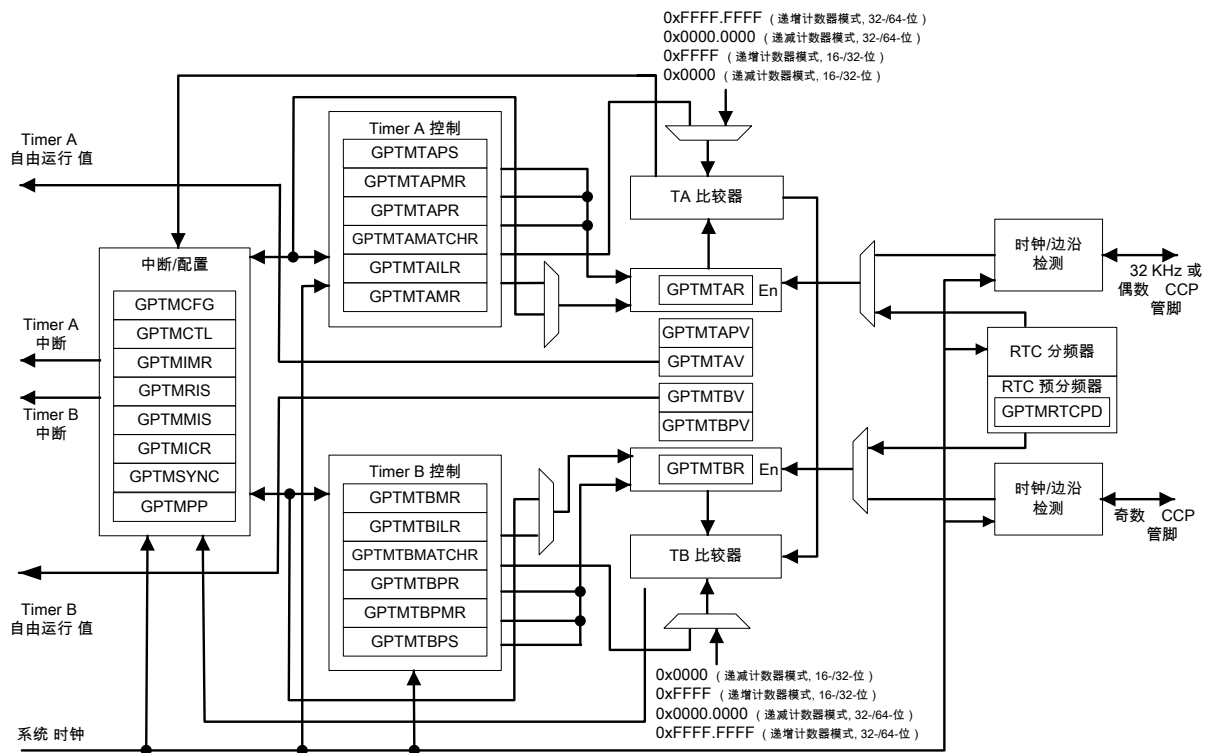 0xFFFF.FFFF（递增计数器模式, 32-/64-位）
0x0000.0000（递减计数器模式, 32-/64-位）
0xFFFF（递增计数器模式, 16-/32-位）
0x0000（递减计数器模式, 16-/32-位）
Timer A
自由运行 值
Timer A 控制
GPTMTAPS
GPTMTAPMR
GPTMTAPR
GPTMTAMATCHR
GPTMTAILR
GPTMTAMR
TA 比较器
GPTMTAR
En
时钟/边沿
检测
32 KHz 或
偶数 CCP
管脚
中断/配置
GPTMCFG
GPTMCTL
GPTMIMR
GPTMRIS
GPTMMIS
GPTMICR
GPTMSYNC
GPTMPP
Timer A
中断
Timer B
中断
GPTMTAPV
GPTMTAV
GPTMTBV
GPTMTBPV
RTC 分频器
RTC 预分频器
GPTMRTCPD
Timer B 控制
GPTMTBMR
GPTMTBILR
GPTMTBMATCHR
GPTMTBPR
GPTMTBPMR
GPTMTBPS
GPTMTBR
En
TB 比较器
时钟/边沿
检测
奇数 CCP
管脚
Timer B
自由运行 值
0x0000（递减计数器模式, 16-/32-位）
0xFFFF（递增计数器模式, 16-/32-位）
0x0000.0000（递减计数器模式, 32-/64-位）
0xFFFF.FFFF（递增计数器模式, 32-/64-位）
系统 时钟